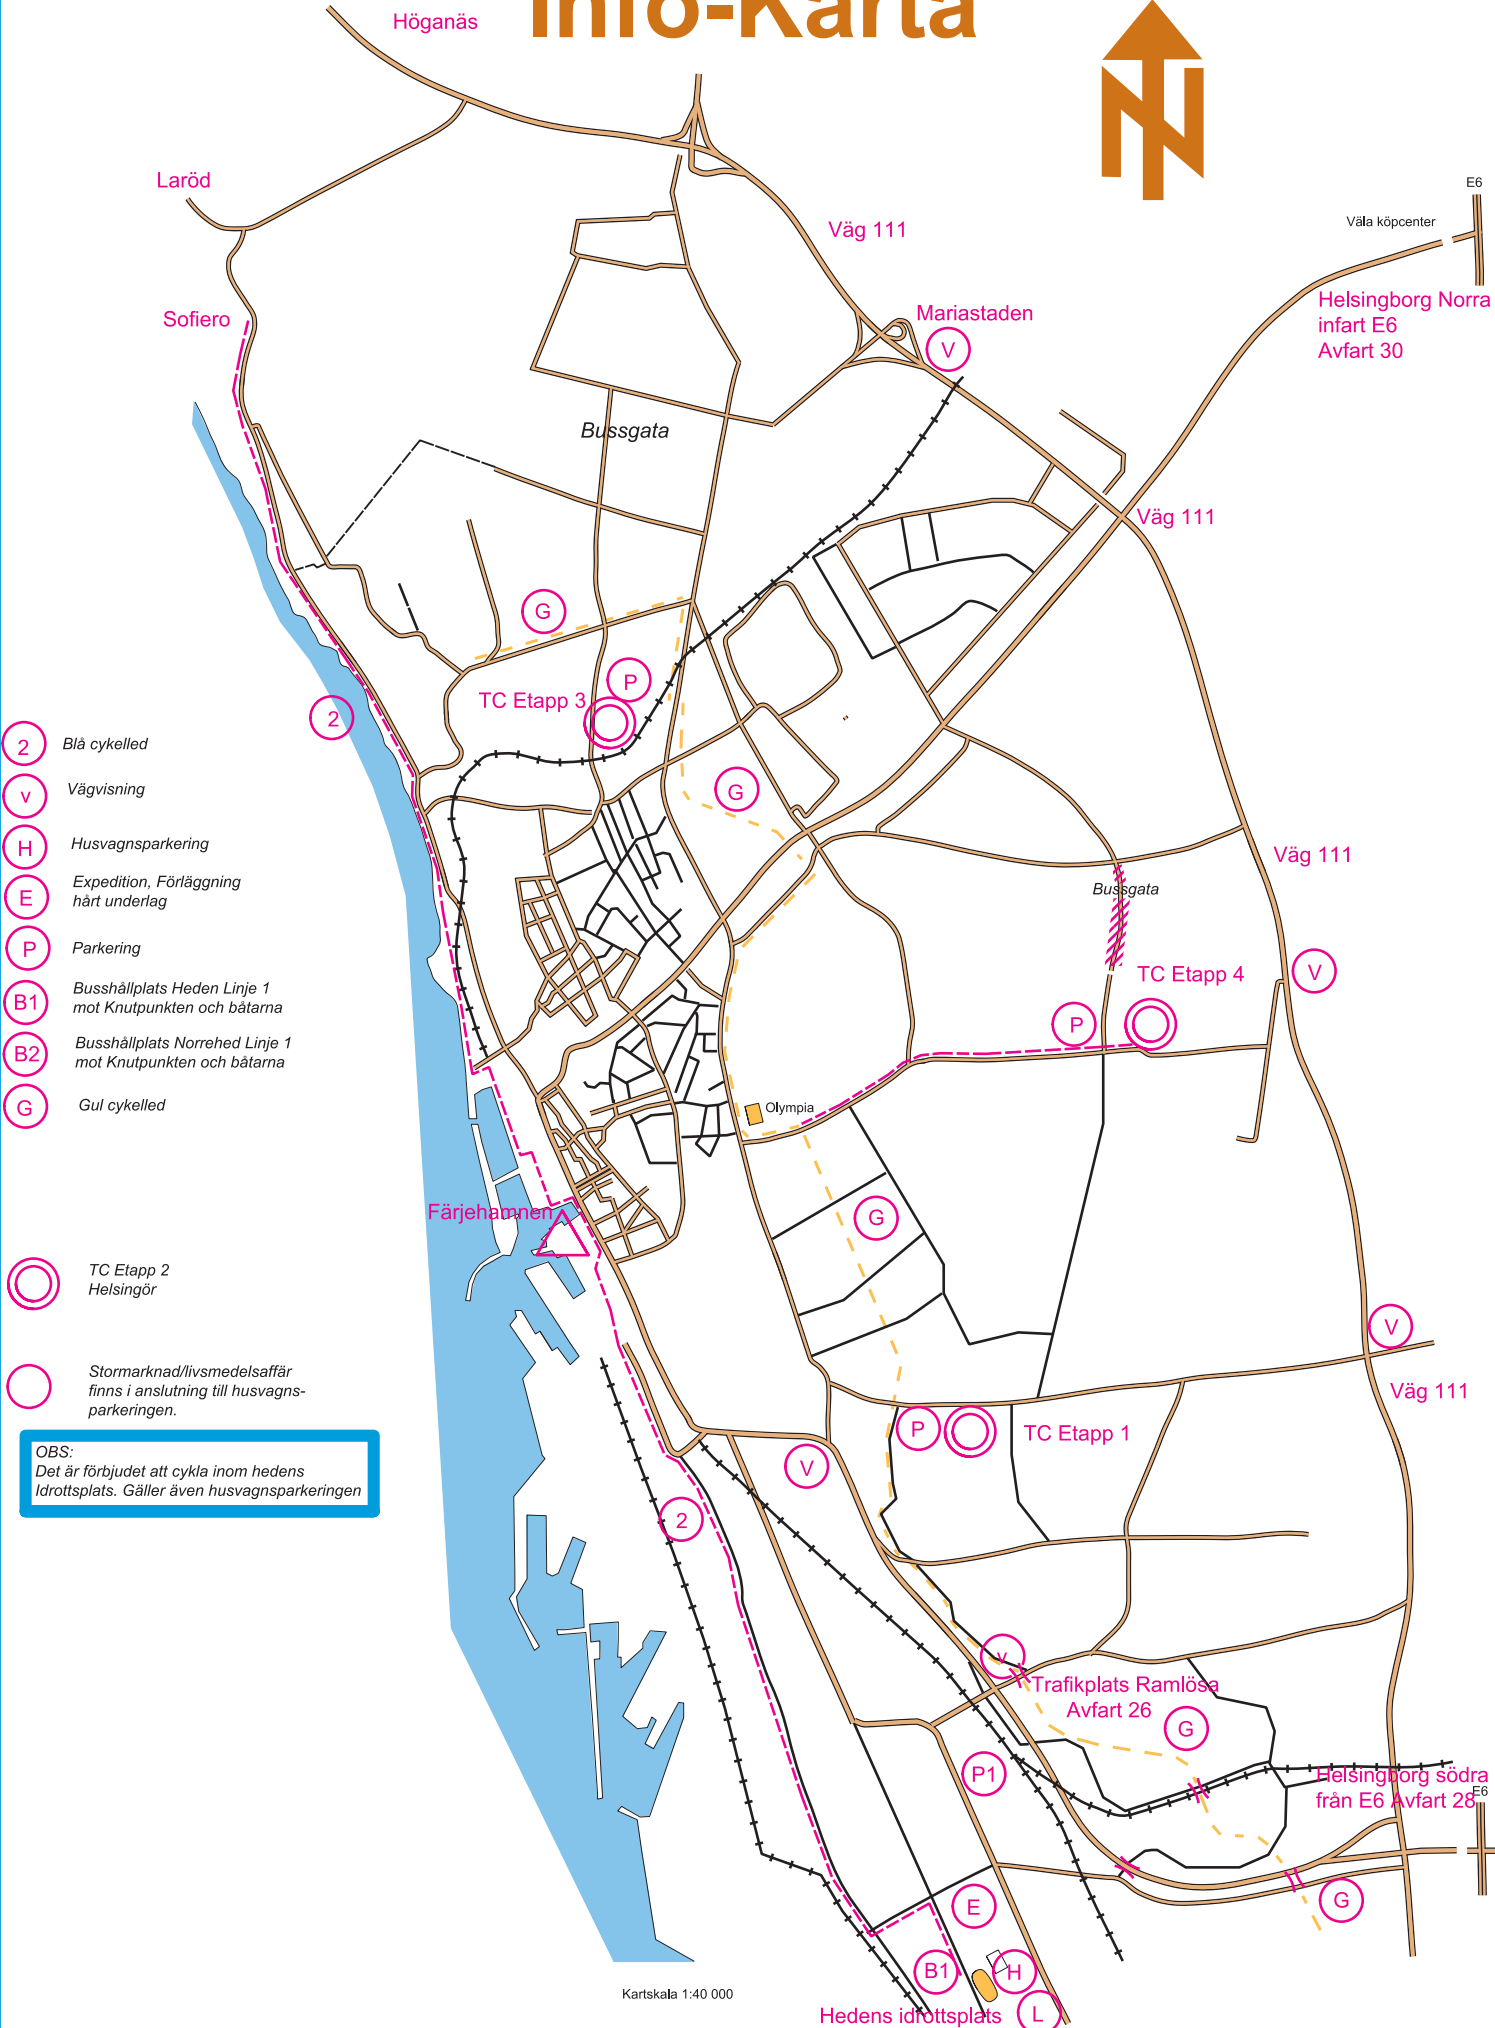 Info-Karta
Höganäs
Laröd
E6
Väla köpcenter
Väg 111
Helsingborg Norra
infart E6
Avfart 30
Sofiero
Mariastaden
V
Bussgata
Väg 111
G
P
TC Etapp 3
2
G
2 Blå cykelled
v Vägvisning
H Husvagnsparkering
E Expedition, Förläggning
hårt underlag
P Parkering
B1 Busshållplats Heden Linje 1
mot Knutpunkten och båtarna
B2 Busshållplats Norrehed Linje 1
mot Knutpunkten och båtarna
G Gul cykelled
Väg 111
Bussgata
TC Etapp 4
V
P
Olympia
Färjehamnen
G
TC Etapp 2
Helsingör
Stormarknad/livsmedelsaffär
finns i anslutning till husvagns-
parkeringen.
V
Väg 111
P
TC Etapp 1
V
OBS:
Det är förbjudet att cykla inom hedens
Idrottsplats. Gäller även husvagnsparkeringen
2
v
Trafikplats Ramlösa
Avfart 26
G
P1
Helsingborg södra
från E6 Avfart 28
E6
E
G
B1
H
L
Kartskala 1:40 000
Hedens idrottsplats